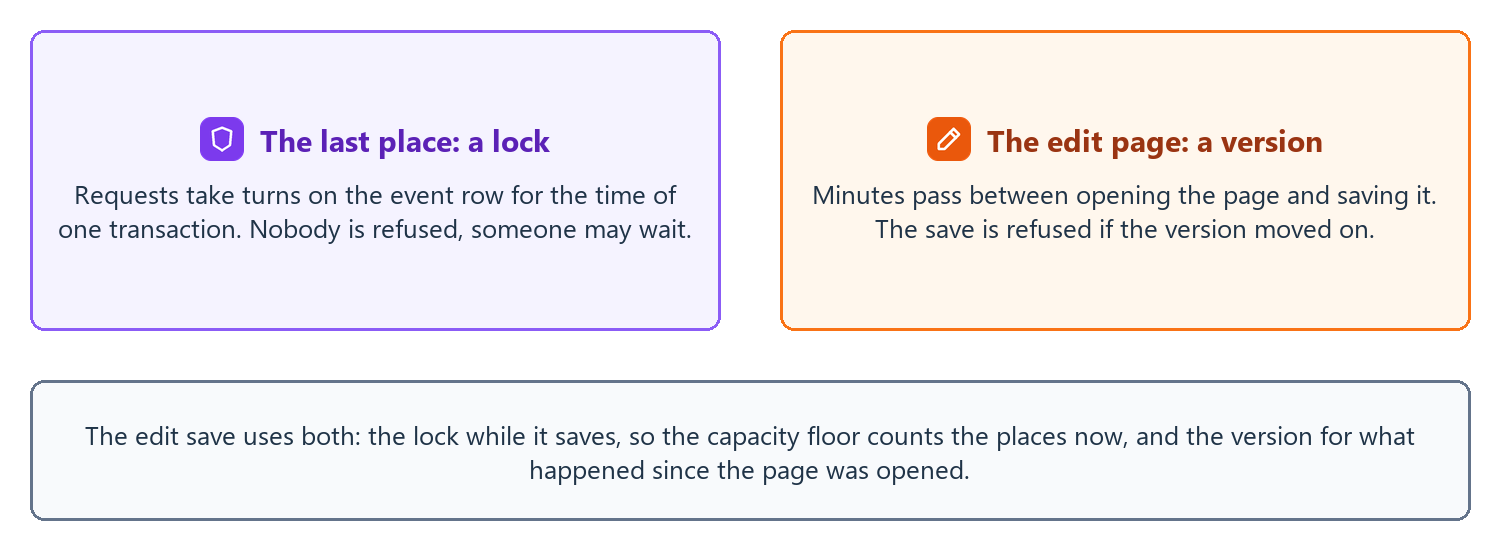 The last place: a lock
Requests take turns on the event row for the time of
one transaction. Nobody is refused, someone may wait.
The edit page: a version
Minutes pass between opening the page and saving it.
The save is refused if the version moved on.
The edit save uses both: the lock while it saves, so the capacity floor counts the places now, and the version for what
happened since the page was opened.